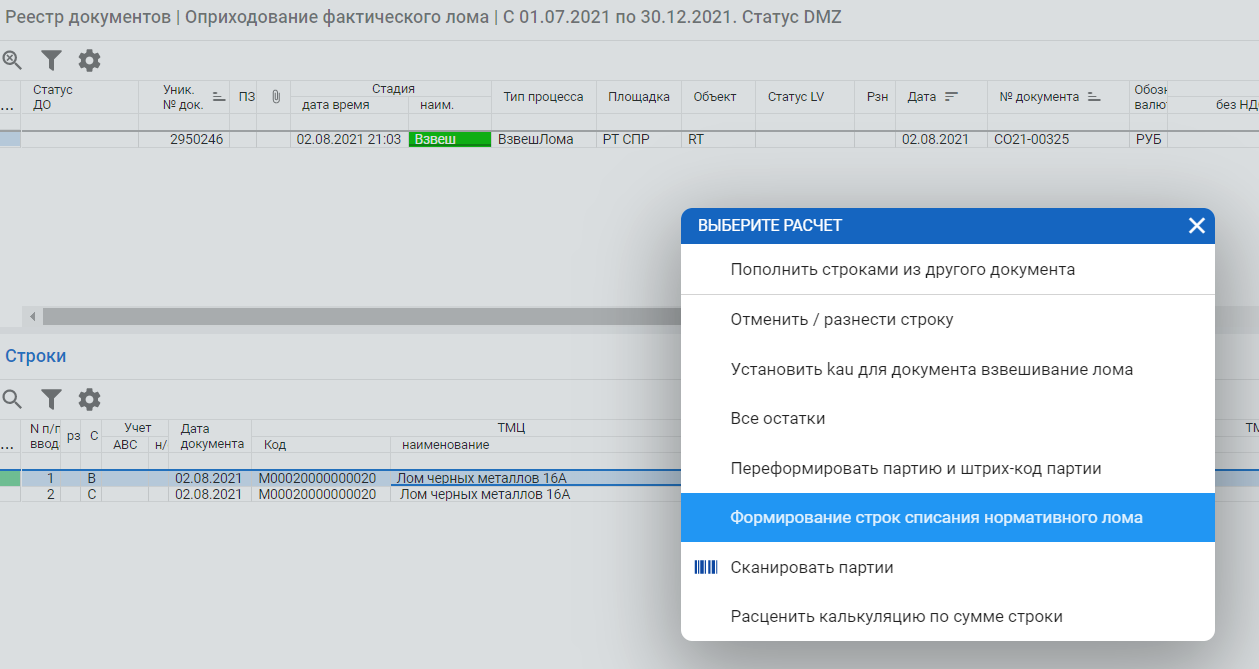 Реестр документов | Оприходование фактического лома | С 01.07.2021 по 30.12.2021. Статус DMZ
Статус ДО
Уник. № док.
ПЗ
Стадия
дата время
наим.
Тип процесса
Площадка
Объект
Статус LV
Рзн
Дата
№ документа
Обозн валют
без НД
...
2950246 02.08.2021 21:03 Взвеш ВзвешЛома РТ СПР RT 02.08.2021 СО21-00325 РУБ
ВЫБЕРИТЕ РАСЧЕТ
Пополнить строками из другого документа
Отменить / разнести строку
Установить kau для документа взвешивание лома
Все остатки
Переформировать партию и штрих-код партии
Формирование строк списания нормативного лома
Сканировать партии
Расценить калькуляцию по сумме строки
Строки
...
N п/п ввод.
рз
С
Учет
АВС
н/
Дата документа
ТМЦ
Код
наименование
ТМ
1 В 02.08.2021 М00020000000020 Лом черных металлов 16А
2 С 02.08.2021 М00020000000020 Лом черных металлов 16А